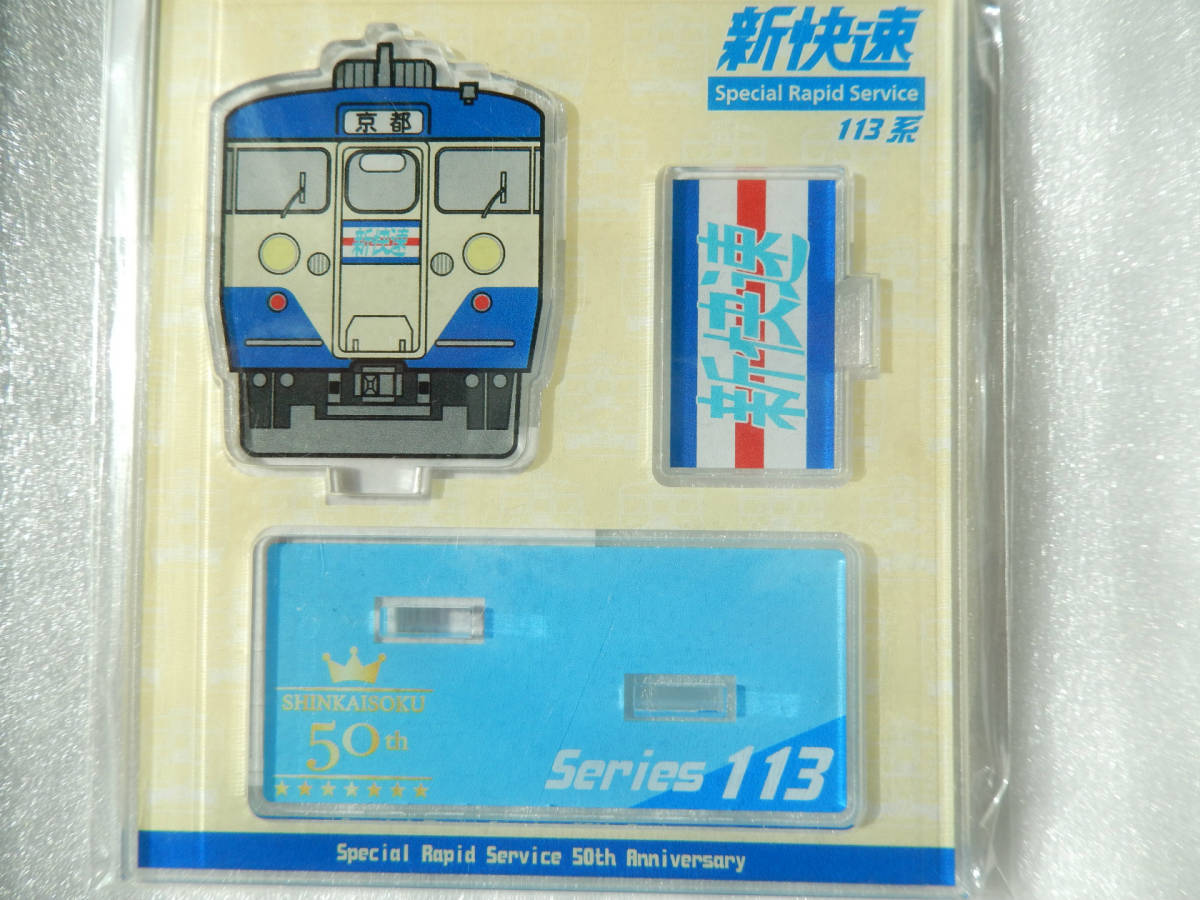 新快速
Special Rapid Service
113系
京都
新快速
新快速
SHINKAISOKU
50th
Series 113
Special Rapid Service 50th Anniversary